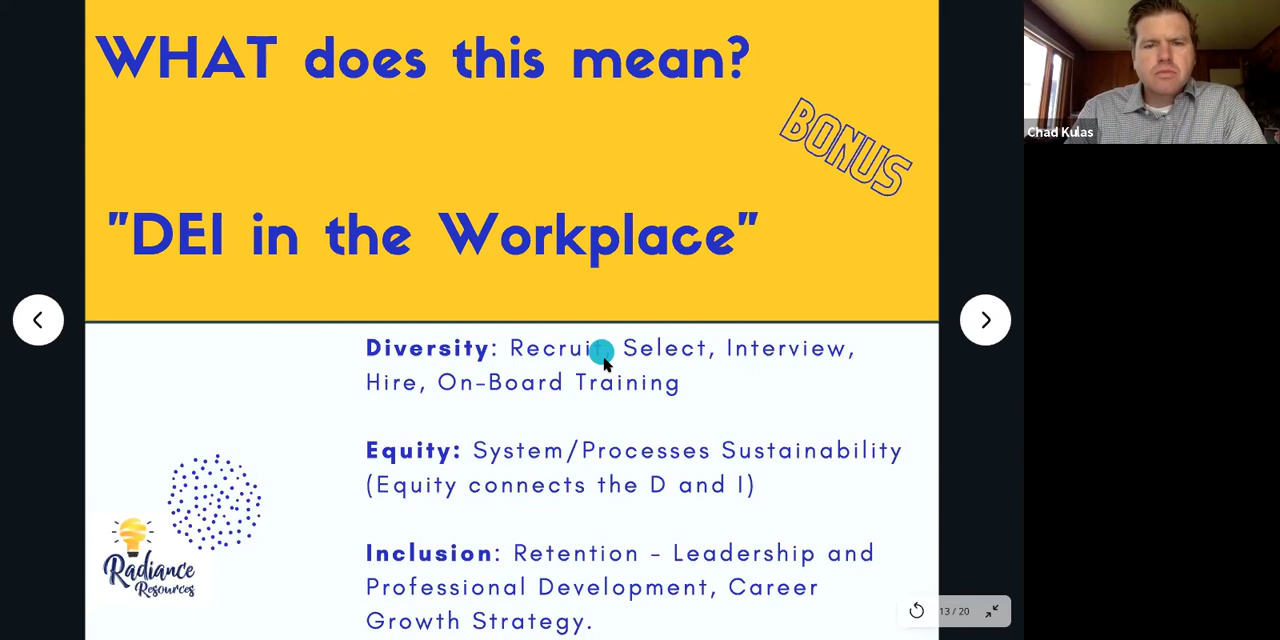 WHAT does this mean?
BONUS
"DEI in the Workplace"
Diversity: Recruit, Select, Interview,
Hire, On-Board Training
Equity: System/Processes Sustainability
(Equity connects the D and I)
Inclusion: Retention - Leadership and
Professional Development, Career
Growth Strategy.
Radiance
Resources
13 / 20
Chad Kulas